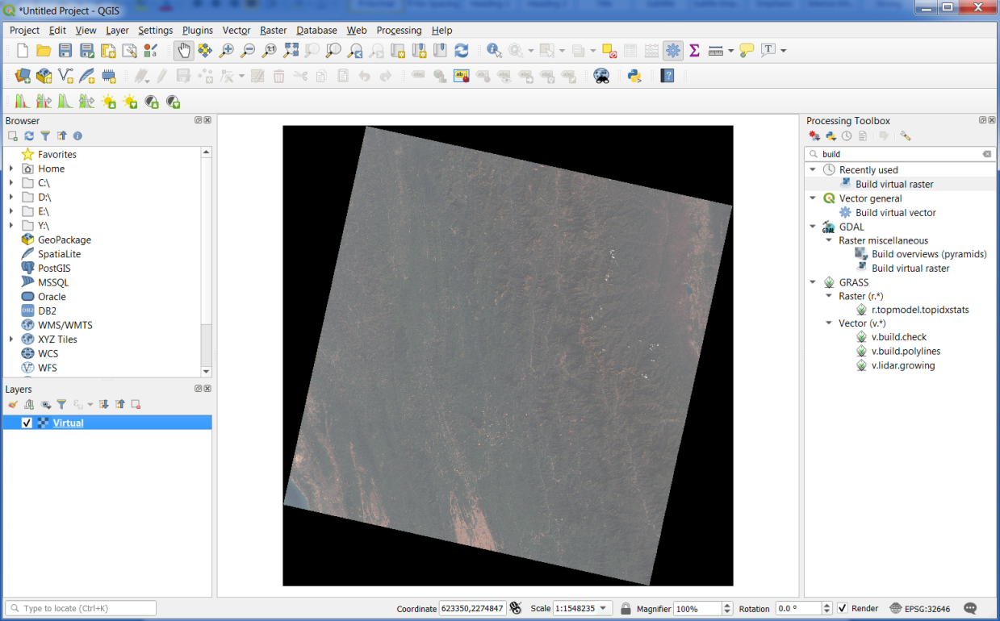 *Untitled Project - QGIS
Project Edit View Layer Settings Plugins Vector Raster Database Web Processing Help
Browser
Favorites
Home
C:\
D:\
E:\
Y:\
GeoPackage
SpatiaLite
PostGIS
MSSQL
Oracle
DB2
WMS/WMTS
XYZ Tiles
WCS
WFS
Layers
Virtual
Processing Toolbox
build
Recently used
Build virtual raster
Vector general
Build virtual vector
GDAL
Raster miscellaneous
Build overviews (pyramids)
Build virtual raster
GRASS
Raster (r.*)
r.topmodel.topidxstats
Vector (v.*)
v.build.check
v.build.polylines
v.lidar.growing
Type to locate (Ctrl+K) Coordinate 623350,2274847 Scale 1:1548235 Magnifier 100% Rotation 0.0 ° Render EPSG:32646